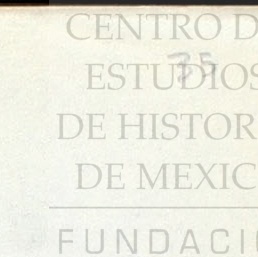 CENTRO D
35
ESTUDIOS
DE HISTOR
DE MEXIC
FUNDACI